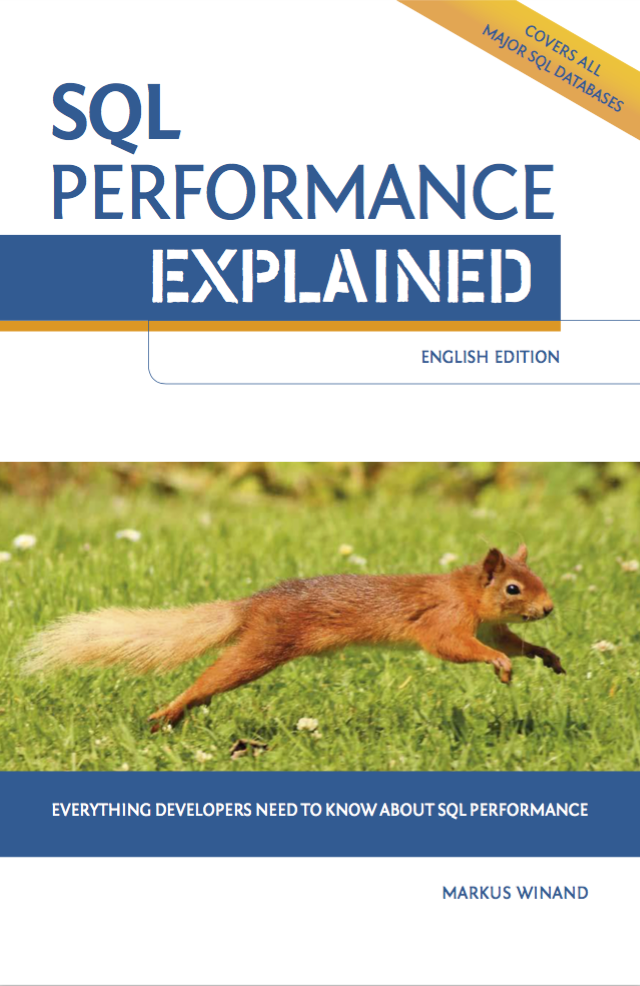 COVERS ALL
MAJOR SQL DATABASES
SQL
PERFORMANCE
EXPLAINED
ENGLISH EDITION
EVERYTHING DEVELOPERS NEED TO KNOW ABOUT SQL PERFORMANCE
MARKUS WINAND